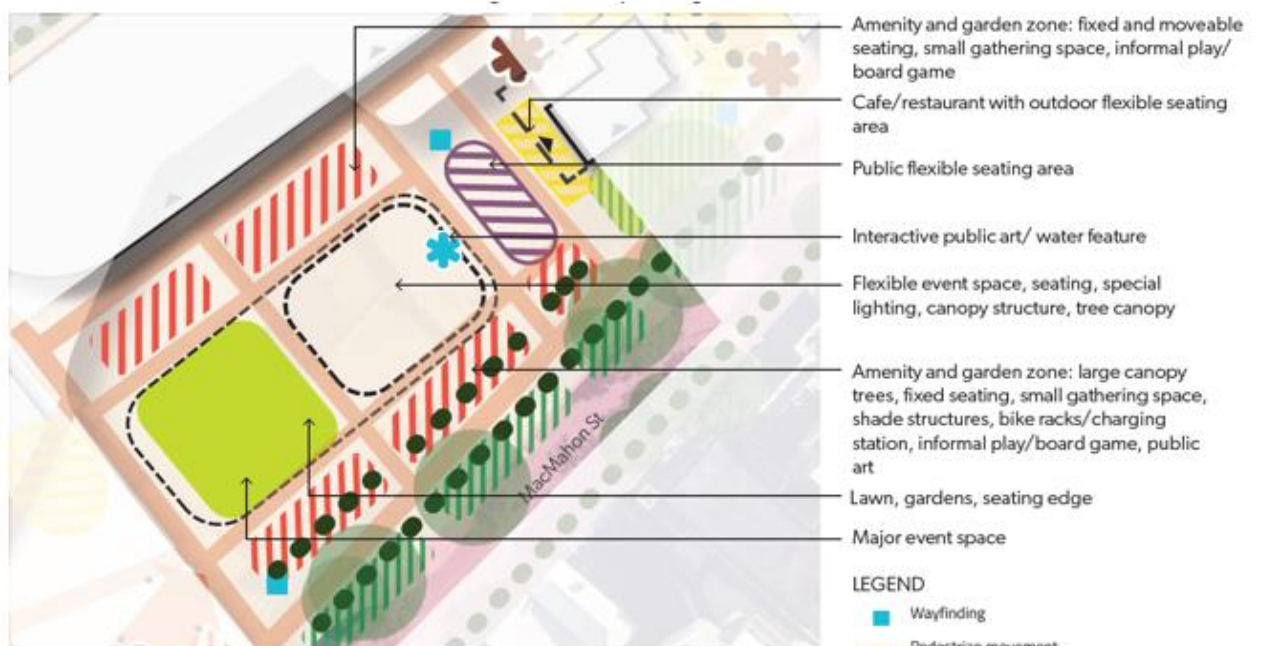 Amenity and garden zone: fixed and moveable
seating, small gathering space, informal play/
board game
Cafe/restaurant with outdoor flexible seating
area
Public flexible seating area
Interactive public art/ water feature
Flexible event space, seating, special
lighting, canopy structure, tree canopy
Amenity and garden zone: large canopy
trees, fixed seating, small gathering space,
shade structures, bike racks/charging
station, informal play/board game, public
art
MacMahon St
Lawn, gardens, seating edge
Major event space
LEGEND
Wayfinding
Pedestrian movement